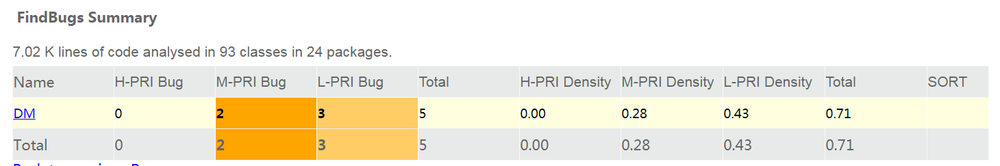 FindBugs Summary
7.02 K lines of code analysed in 93 classes in 24 packages.
Name H-PRI Bug M-PRI Bug L-PRI Bug Total H-PRI Density M-PRI Density L-PRI Density Total SORT
DM 0 2 3 5 0.00 0.28 0.43 0.71
Total 0 2 3 5 0.00 0.28 0.43 0.71